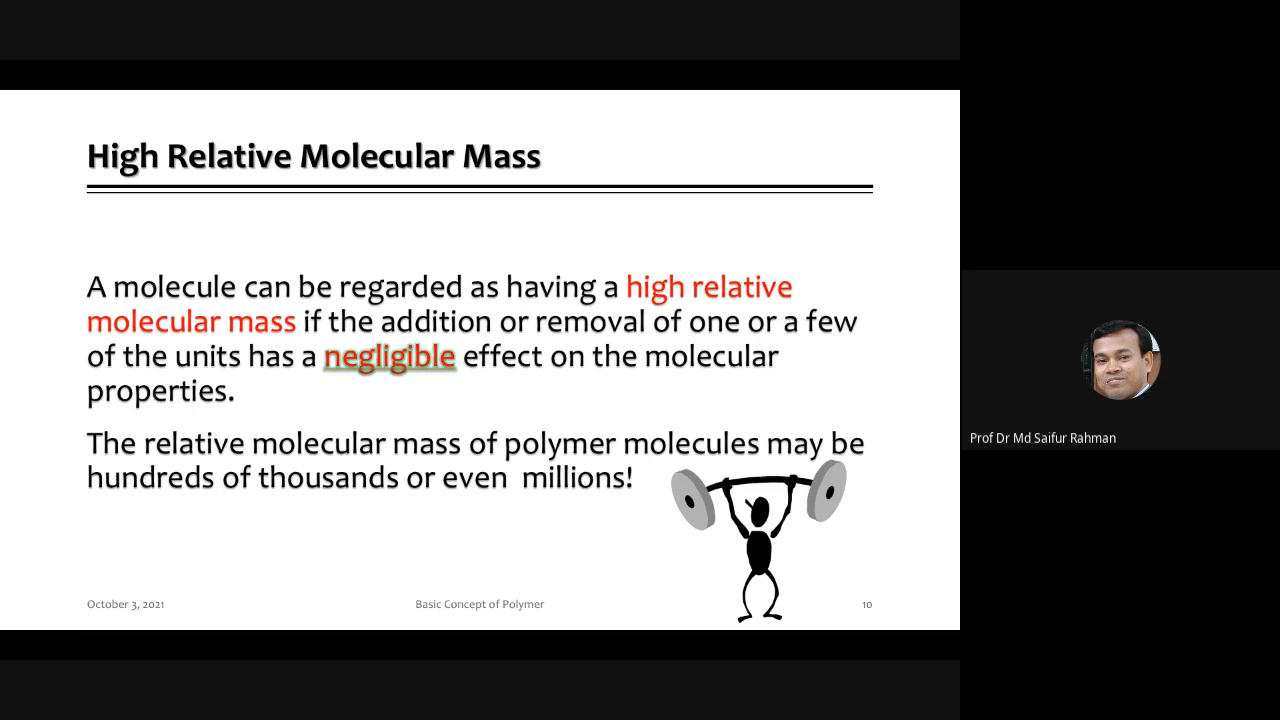 High Relative Molecular Mass
A molecule can be regarded as having a high relative
molecular mass if the addition or removal of one or a few
of the units has a negligible effect on the molecular
properties.
The relative molecular mass of polymer molecules may be
hundreds of thousands or even  millions!
October 3, 2021
Basic Concept of Polymer
10
Prof Dr Md Saifur Rahman